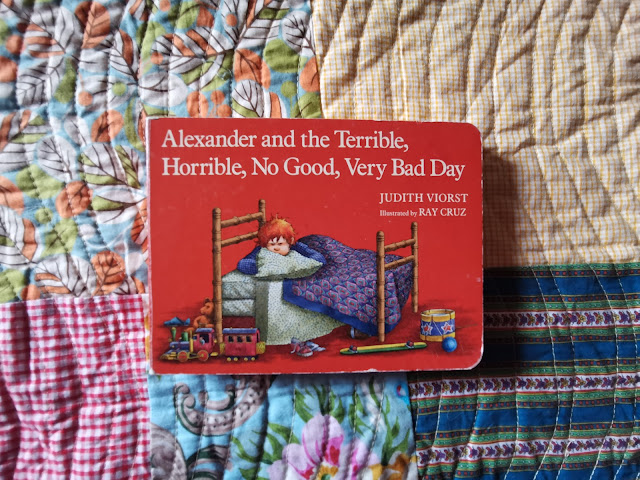 Alexander and the Terrible,
Horrible, No Good, Very Bad Day
JUDITH VIORST
Illustrated by RAY CRUZ